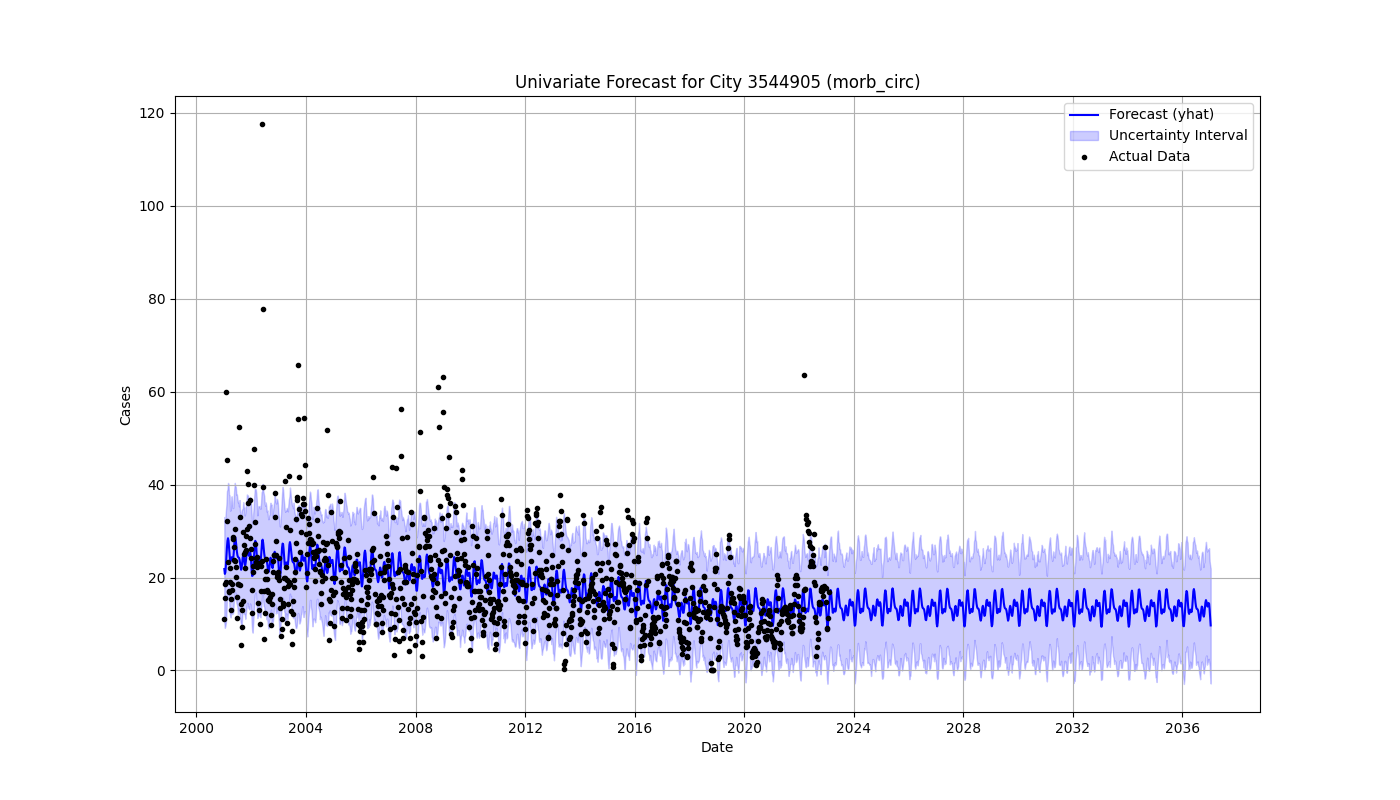 Univariate Forecast for City 3544905 (morb_circ)
Forecast (yhat)
Uncertainty Interval
Actual Data
120
100
80
60
40
20
0
Cases
2000 2004 2008 2012 2016 2020 2024 2028 2032 2036
Date